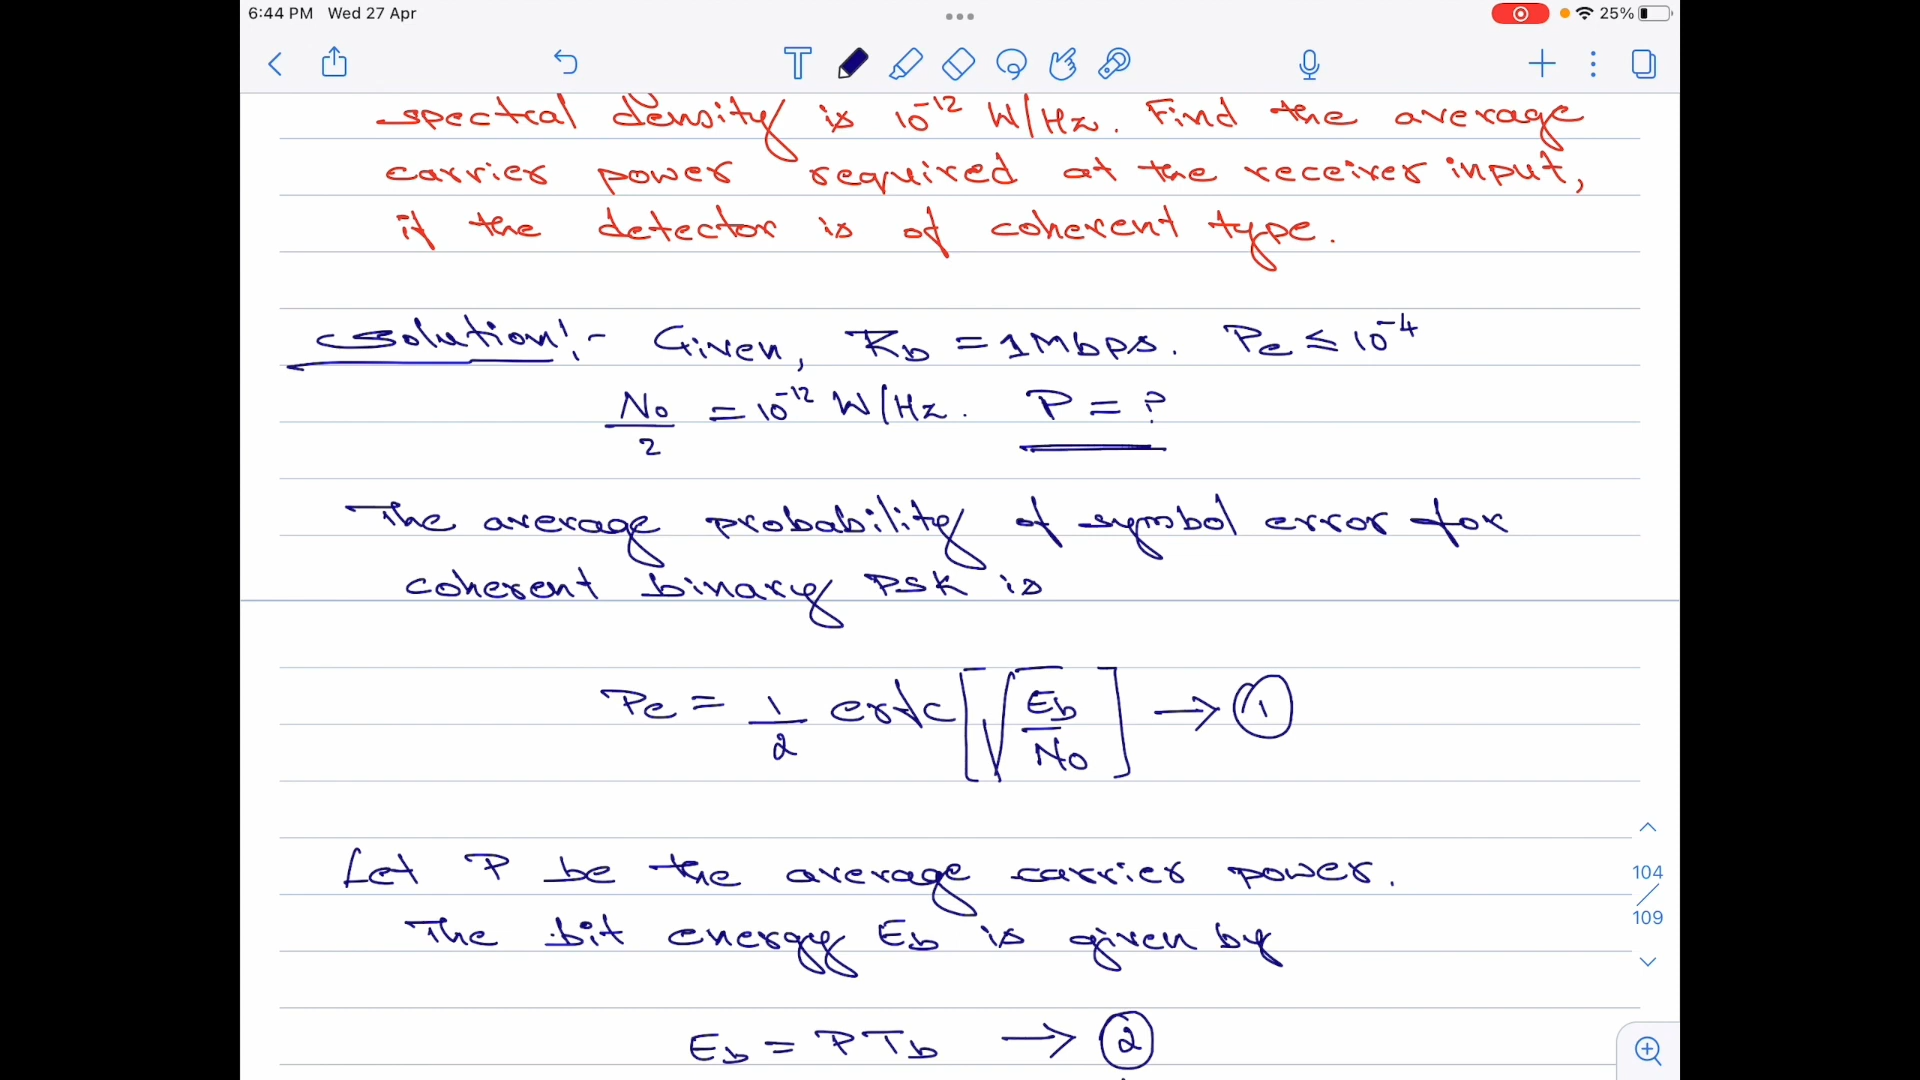 6:44 PM Wed 27 Apr
25%
spectral density is 10⁻¹² W/Hz. Find the average
carrier power required at the receiver input,
if the detector is of coherent type.
Solution:- Given, Rb = 1Mbps. Pe ≤ 10⁻⁴
No/2 = 10⁻¹² W/Hz. P = ?
The average probability of symbol error for
coherent binary PSK is
Pe = 1/2 erfc[√(Eb/No)] → ①
Let P be the average carrier power.
The bit energy Eb is given by
Eb = PTb → ②
104
109